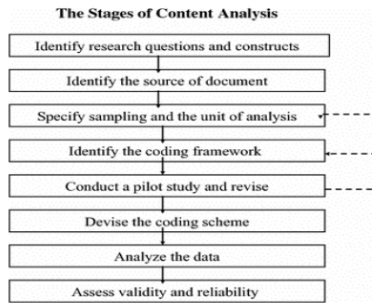 The Stages of Content Analysis
Identify research questions and constructs
Identify the source of document
Specify sampling and the unit of analysis
Identify the coding framework
Conduct a pilot study and revise
Devise the coding scheme
Analyze the data
Assess validity and reliability